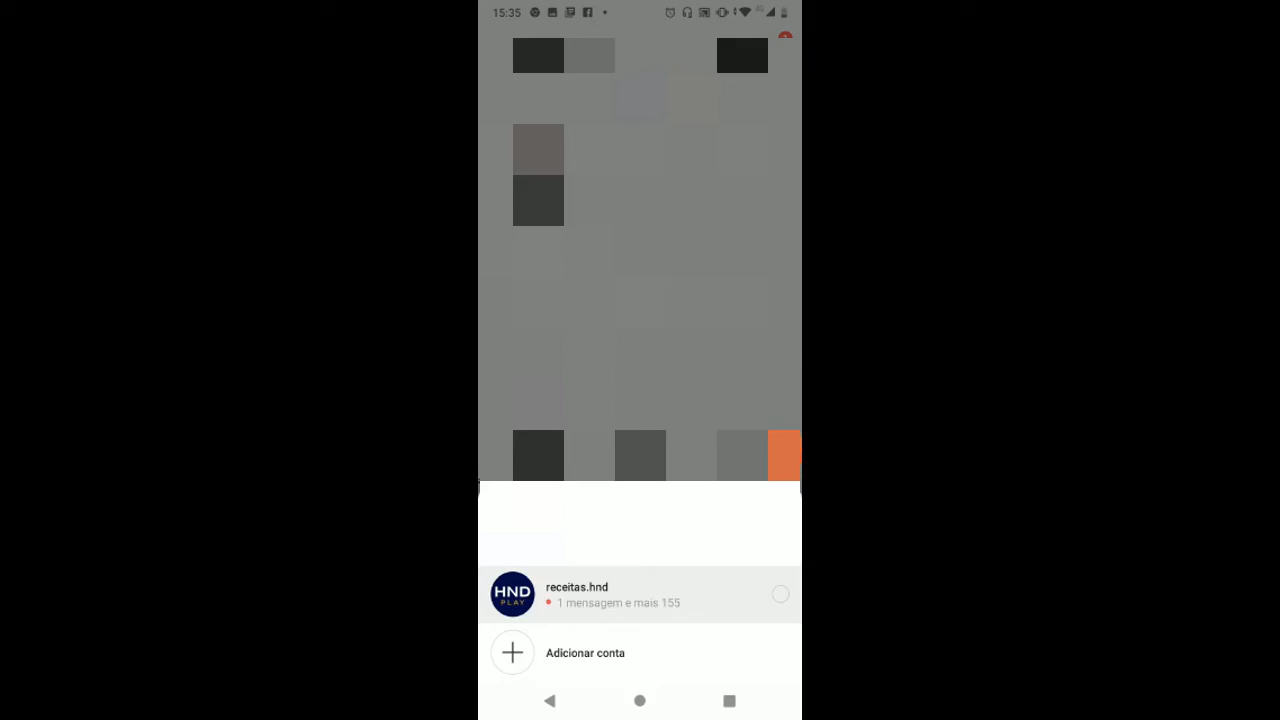 15:35
HND
PLAY
receitas.hnd
1 mensagem e mais 155
Adicionar conta